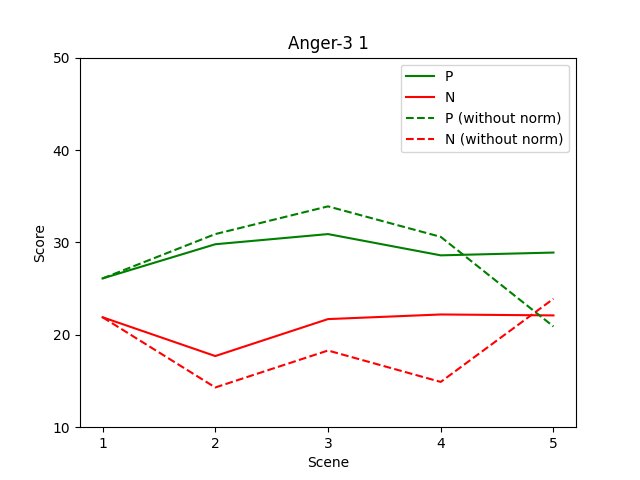 Anger-3 1
P
N
P (without norm)
N (without norm)
50
40
30
20
10
Score
1 2 3 4 5
Scene